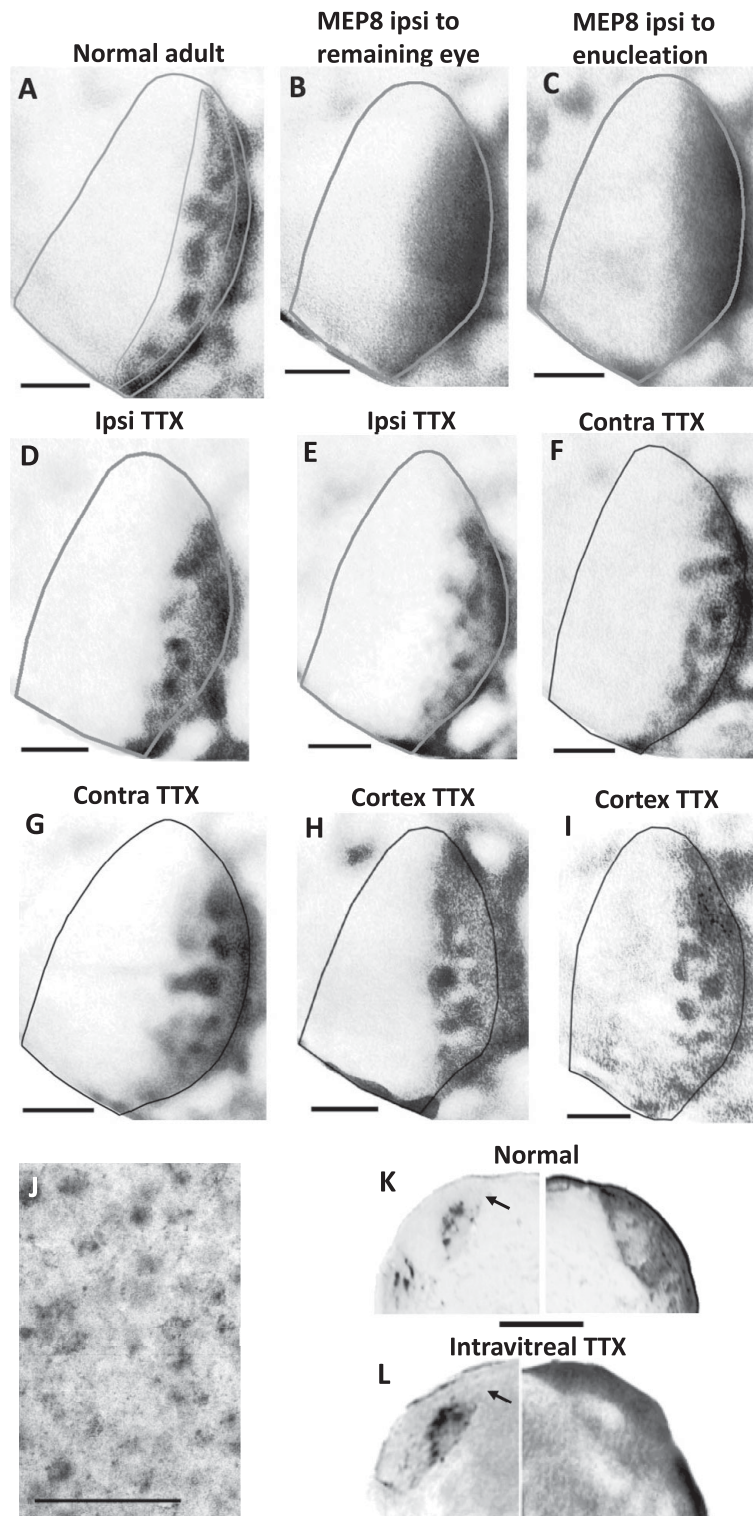 Normal adult
MEP8 ipsi to
remaining eye
MEP8 ipsi to
enucleation
A
B
C
Ipsi TTX
Ipsi TTX
Contra TTX
D
E
F
Contra TTX
Cortex TTX
Cortex TTX
G
H
I
J
Normal
K
Intravitreal TTX
L